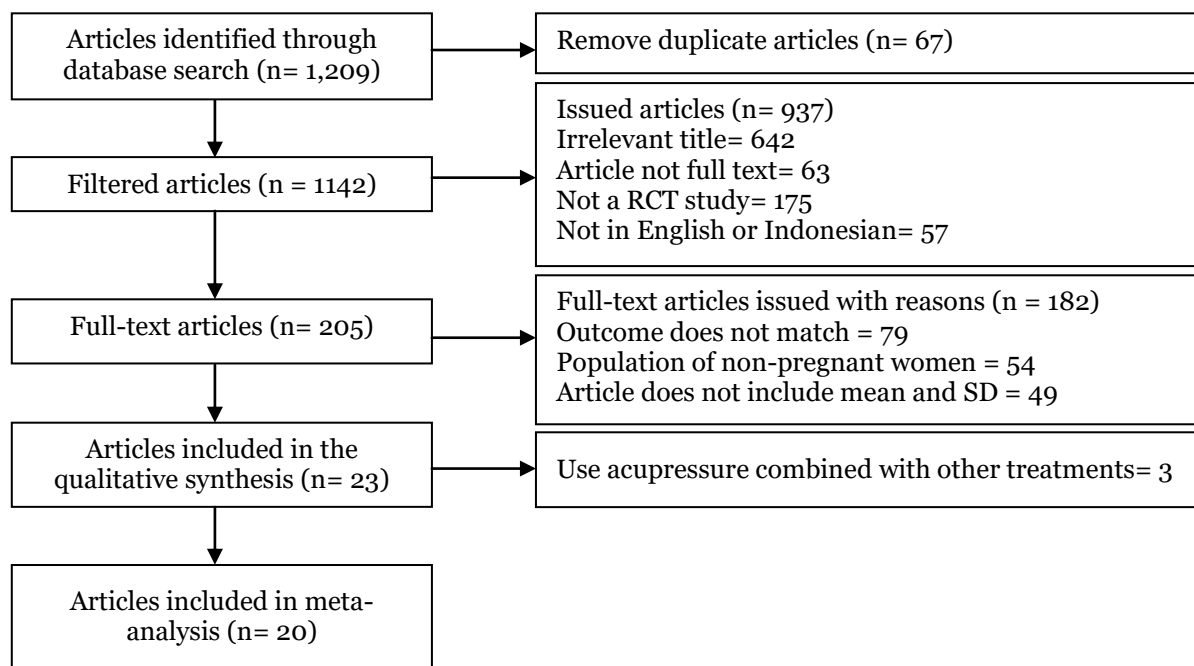 Articles identified through
database search (n= 1,209)
Remove duplicate articles (n= 67)
Issued articles (n= 937)
Irrelevant title= 642
Article not full text= 63
Not a RCT study= 175
Not in English or Indonesian= 57
Filtered articles (n = 1142)
Full-text articles (n= 205)
Full-text articles issued with reasons (n = 182)
Outcome does not match = 79
Population of non-pregnant women = 54
Article does not include mean and SD = 49
Articles included in the
qualitative synthesis (n= 23)
Use acupressure combined with other treatments= 3
Articles included in meta-
analysis (n= 20)